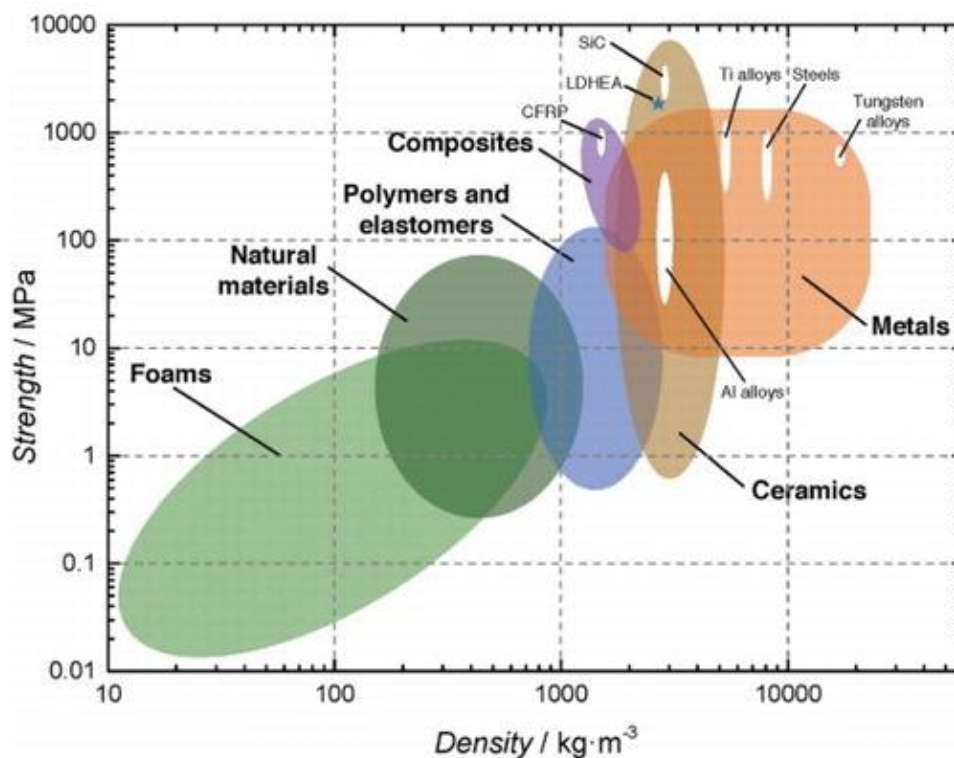 10000
1000
100
10
1
0.1
0.01
Strength / MPa
SiC
LDHEA
CFRP
Ti alloys
Steels
Tungsten
alloys
Composites
Polymers and
elastomers
Natural
materials
Foams
Metals
Al alloys
Ceramics
10
100
1000
10000
Density / kg·m-3